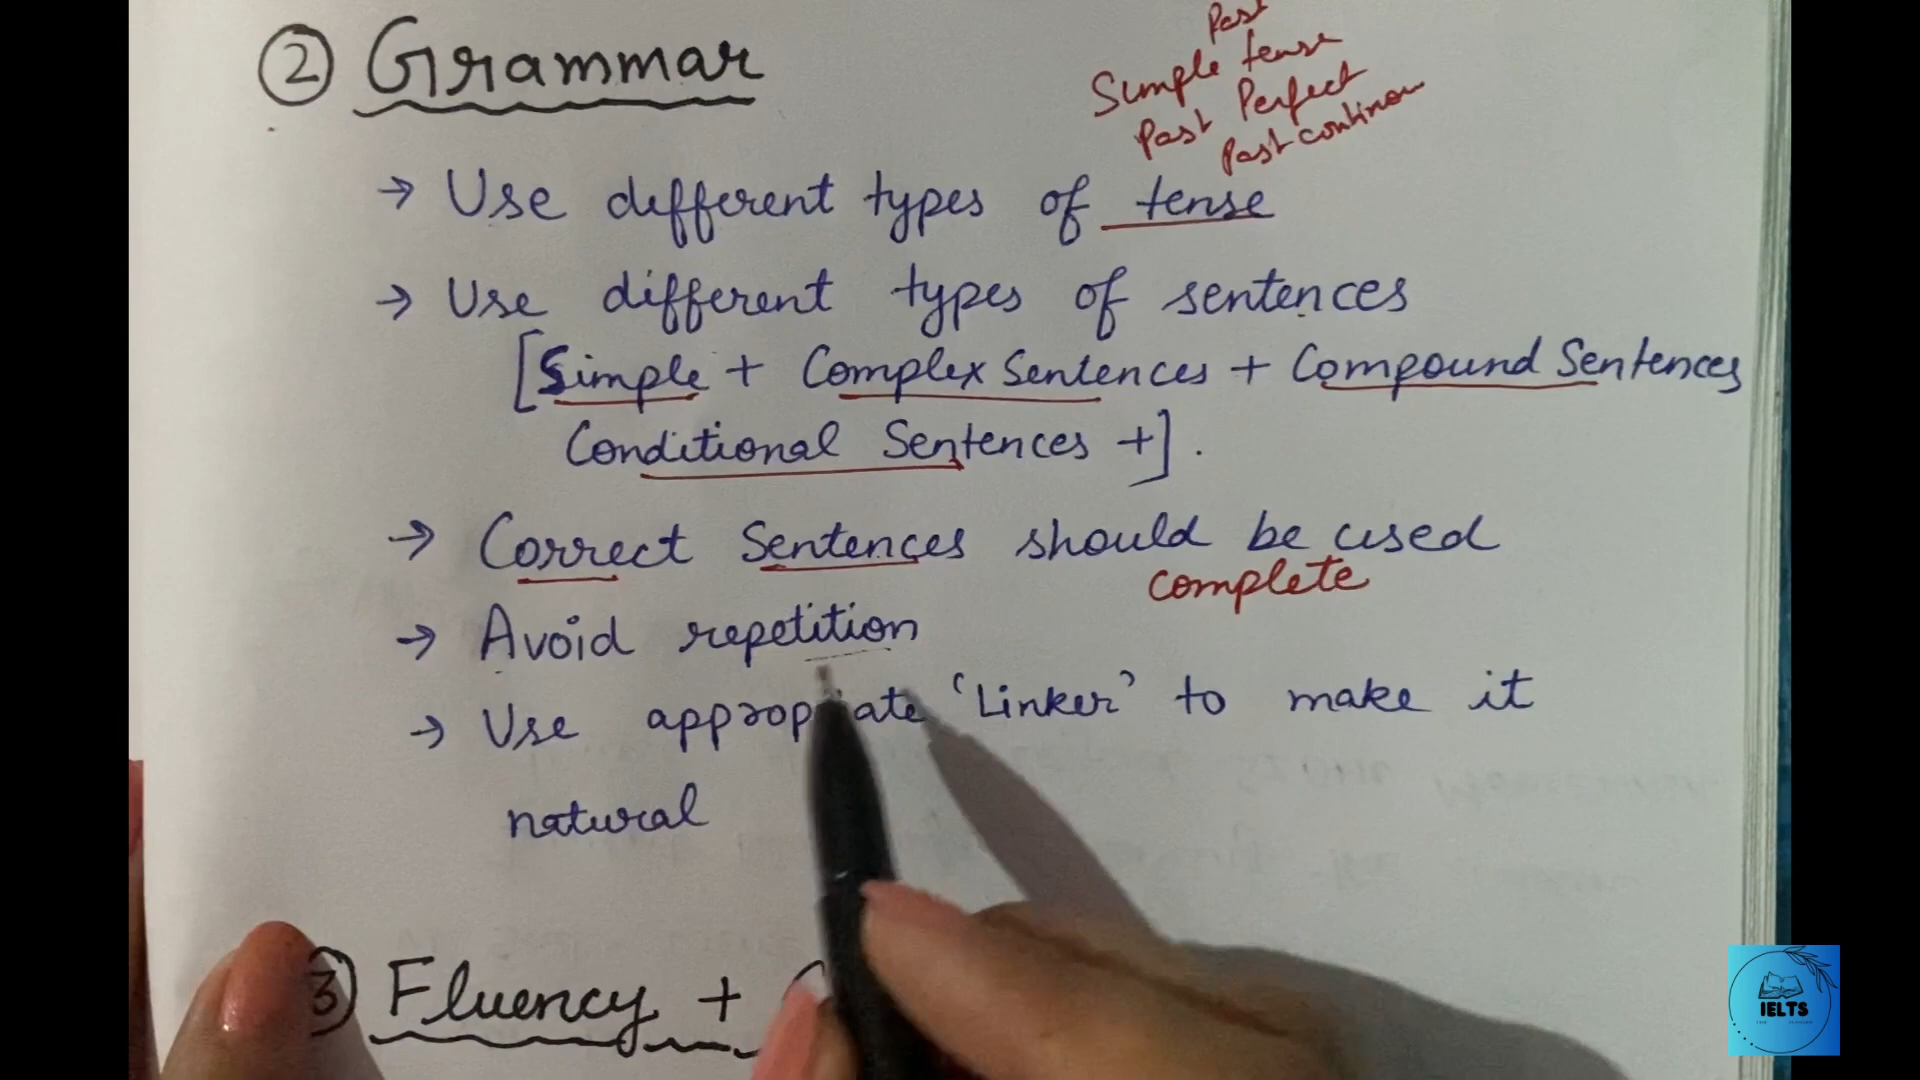 Past
Simple tense
Past Perfect
Past continou
② Grammar
→ Use different types of tense
→ Use different types of sentences
[Simple + Complex Sentences + Compound Sentences
Conditional Sentences +].
→ Correct Sentences should be used
complete
→ Avoid repetition
→ Use appropriate 'Linker' to make it
natural
③ Fluency +
IELTS